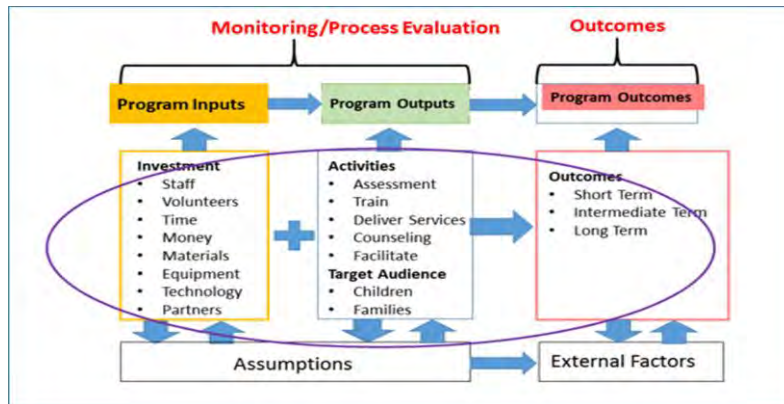 Monitoring/Process Evaluation
Outcomes
Program Inputs
Program Outputs
Program Outcomes
Investment
• Staff
• Volunteers
• Time
• Money
• Materials
• Equipment
• Technology
• Partners
Activities
• Assessment
• Train
• Deliver Services
• Counseling
• Facilitate
Target Audience
• Children
• Families
Outcomes
• Short Term
• Intermediate Term
• Long Term
Assumptions
External Factors